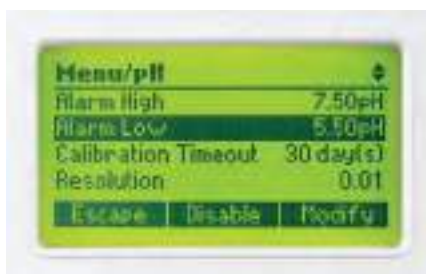 Menu/pH
Alarm High 7.50pH
Alarm Low 5.50pH
Calibration Timeout 30 day(s)
Resolution 0.01
Escape Disable Modify